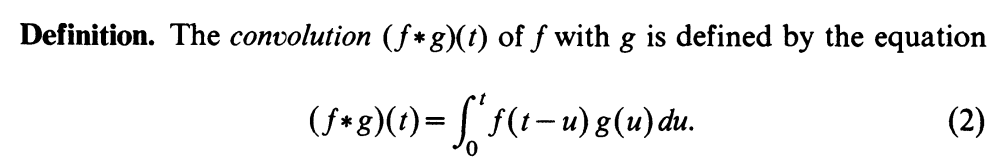 Definition. The convolution (f*g)(t) of f with g is defined by the equation
(f*g)(t) = ∫₀ᵗ f(t−u) g(u) du. (2)